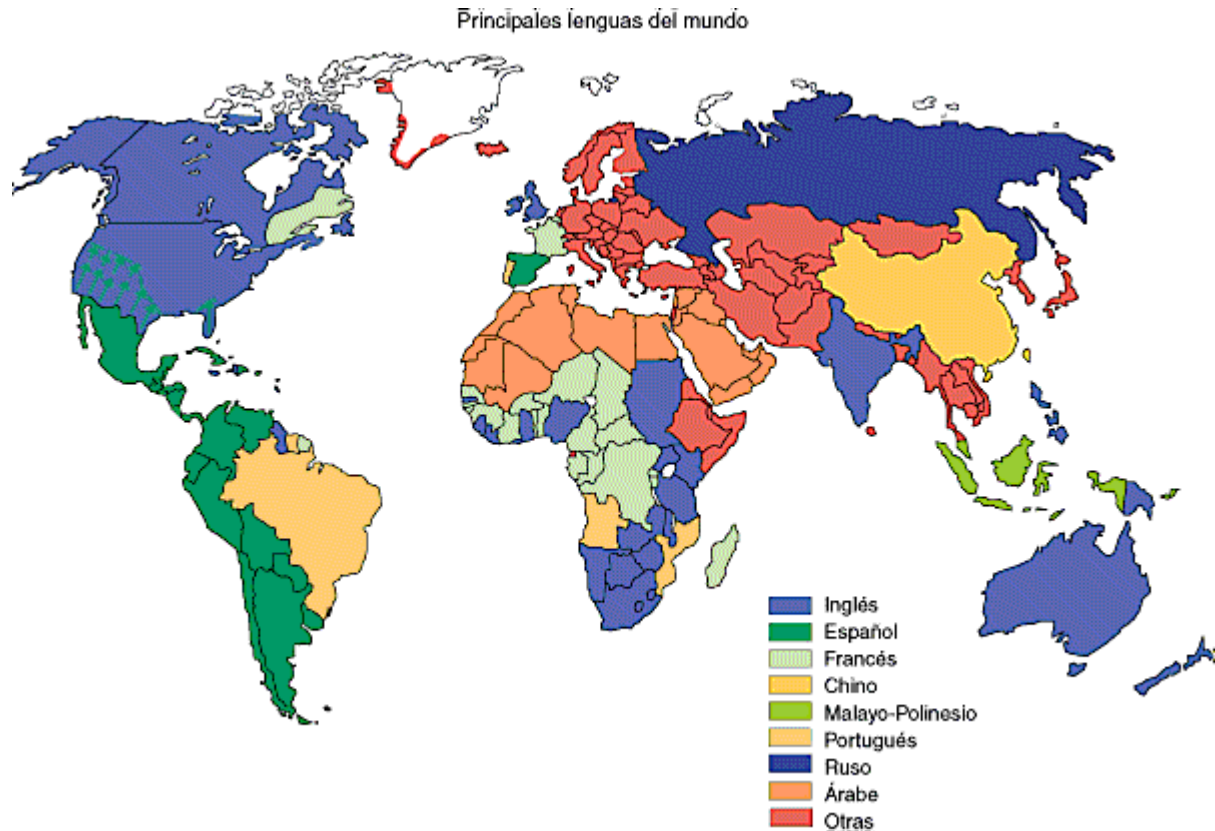 Principales lenguas del mundo
Inglés
Español
Francés
Chino
Malayo-Polinesio
Portugués
Ruso
Árabe
Otras